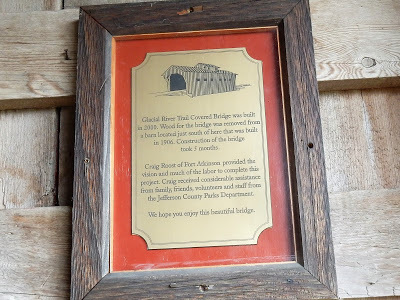 Glacial River Trail Covered Bridge was built
in 2000. Wood for the bridge was removed from
a barn located just south of here that was built
in 1906. Construction of the bridge
took 5 months.
Craig Roost of Fort Atkinson provided the
vision and much of the labor to complete this
project. Craig received considerable assistance
from family, friends, volunteers and staff from
the Jefferson County Parks Department.
We hope you enjoy this beautiful bridge.